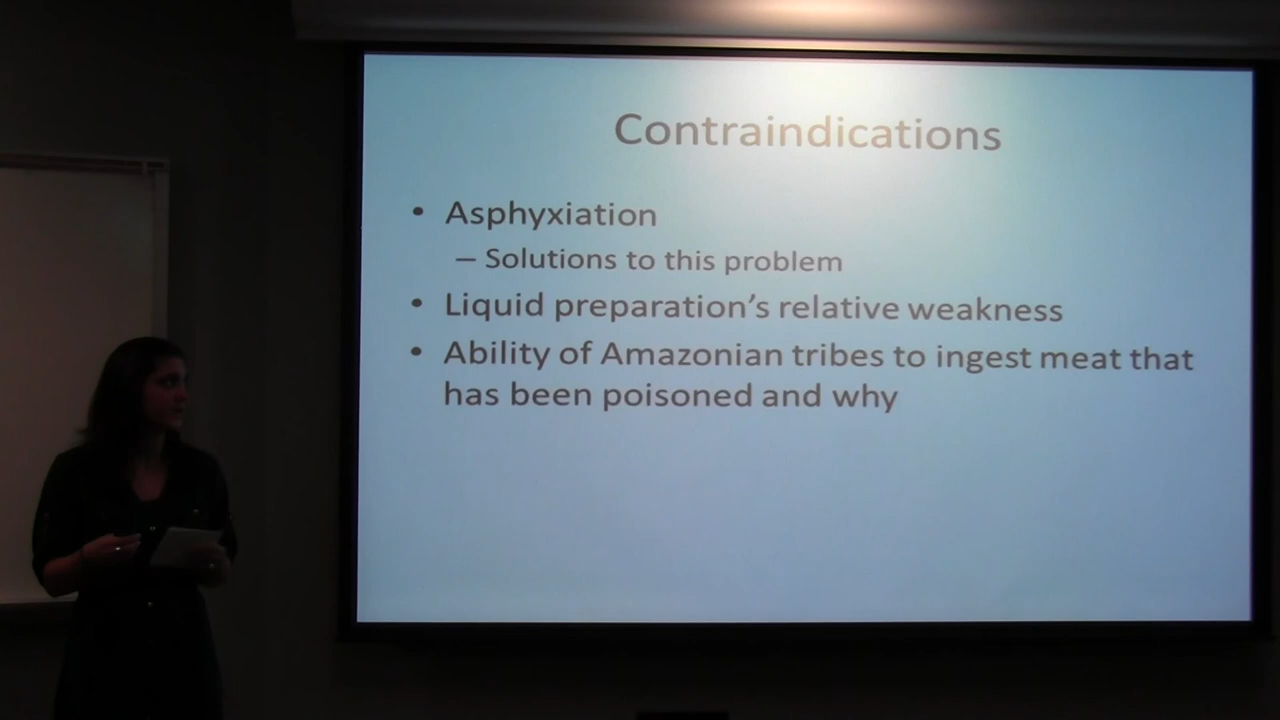 Contraindications
• Asphyxiation
– Solutions to this problem
• Liquid preparation’s relative weakness
• Ability of Amazonian tribes to ingest meat that
has been poisoned and why